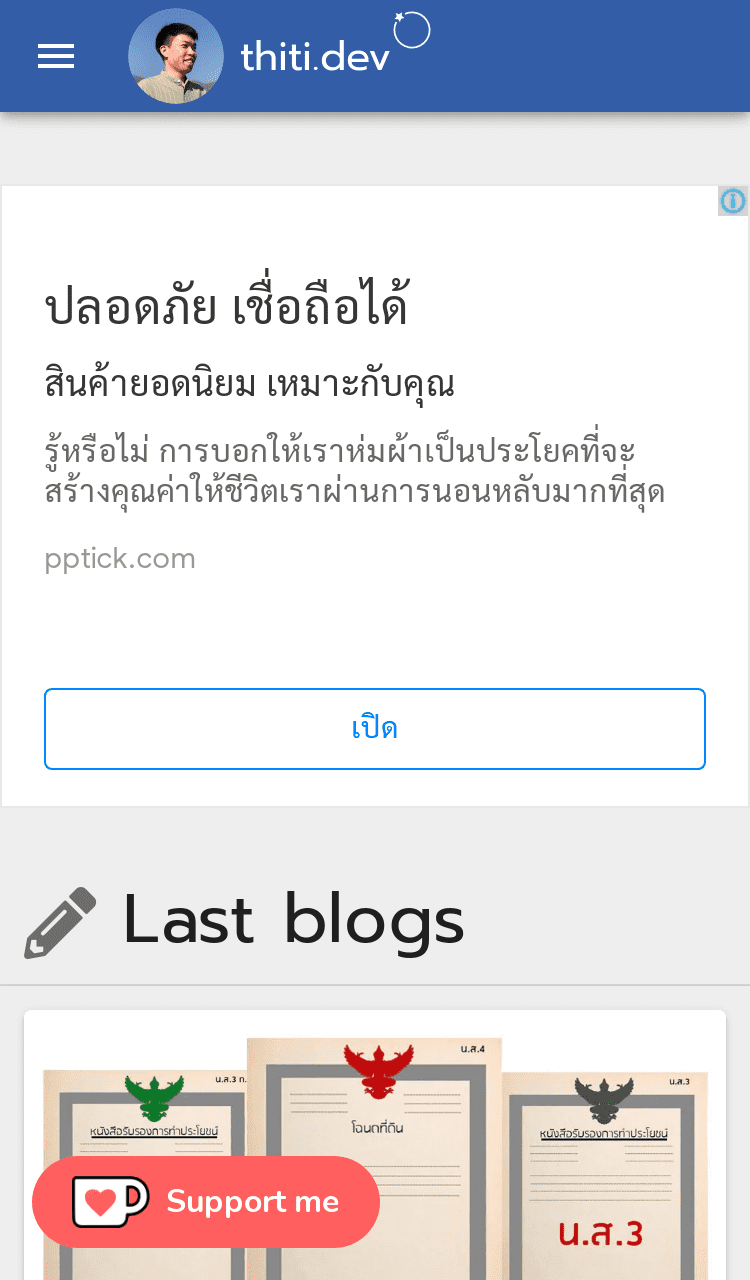 thiti.dev
ปลอดภัย เชื่อถือได้
สินค้ายอดนิยม เหมาะกับคุณ
รู้หรือไม่ การบอกให้เราห่มผ้าเป็นประโยคที่จะ
สร้างคุณค่าให้ชีวิตเราผ่านการนอนหลับมากที่สุด
pptick.com
เปิด
Last blogs
น.ส.3 ก.
หนังสือรับรองการทำประโยชน์
น.ส.4
โฉนดที่ดิน
น.ส.3
หนังสือรับรองการทำประโยชน์
น.ส.3
Support me